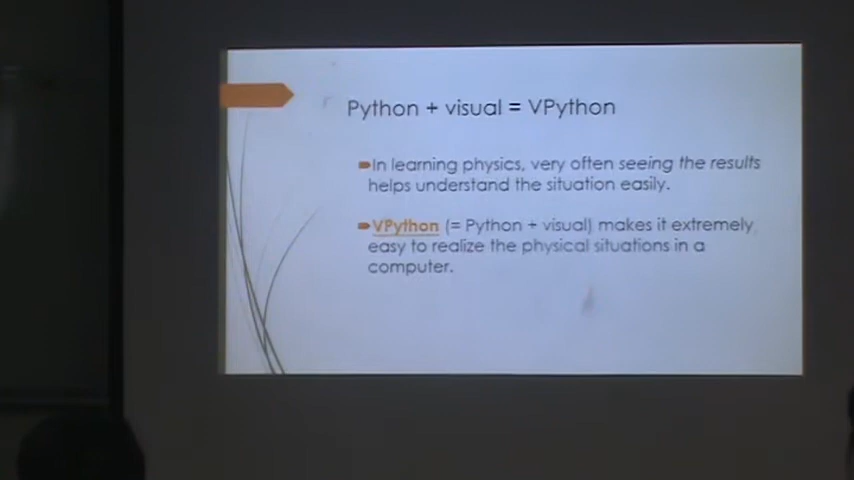 Python + visual = VPython
In learning physics, very often seeing the results
helps understand the situation easily.
VPython (= Python + visual) makes it extremely
easy to realize the physical situations in a
computer.